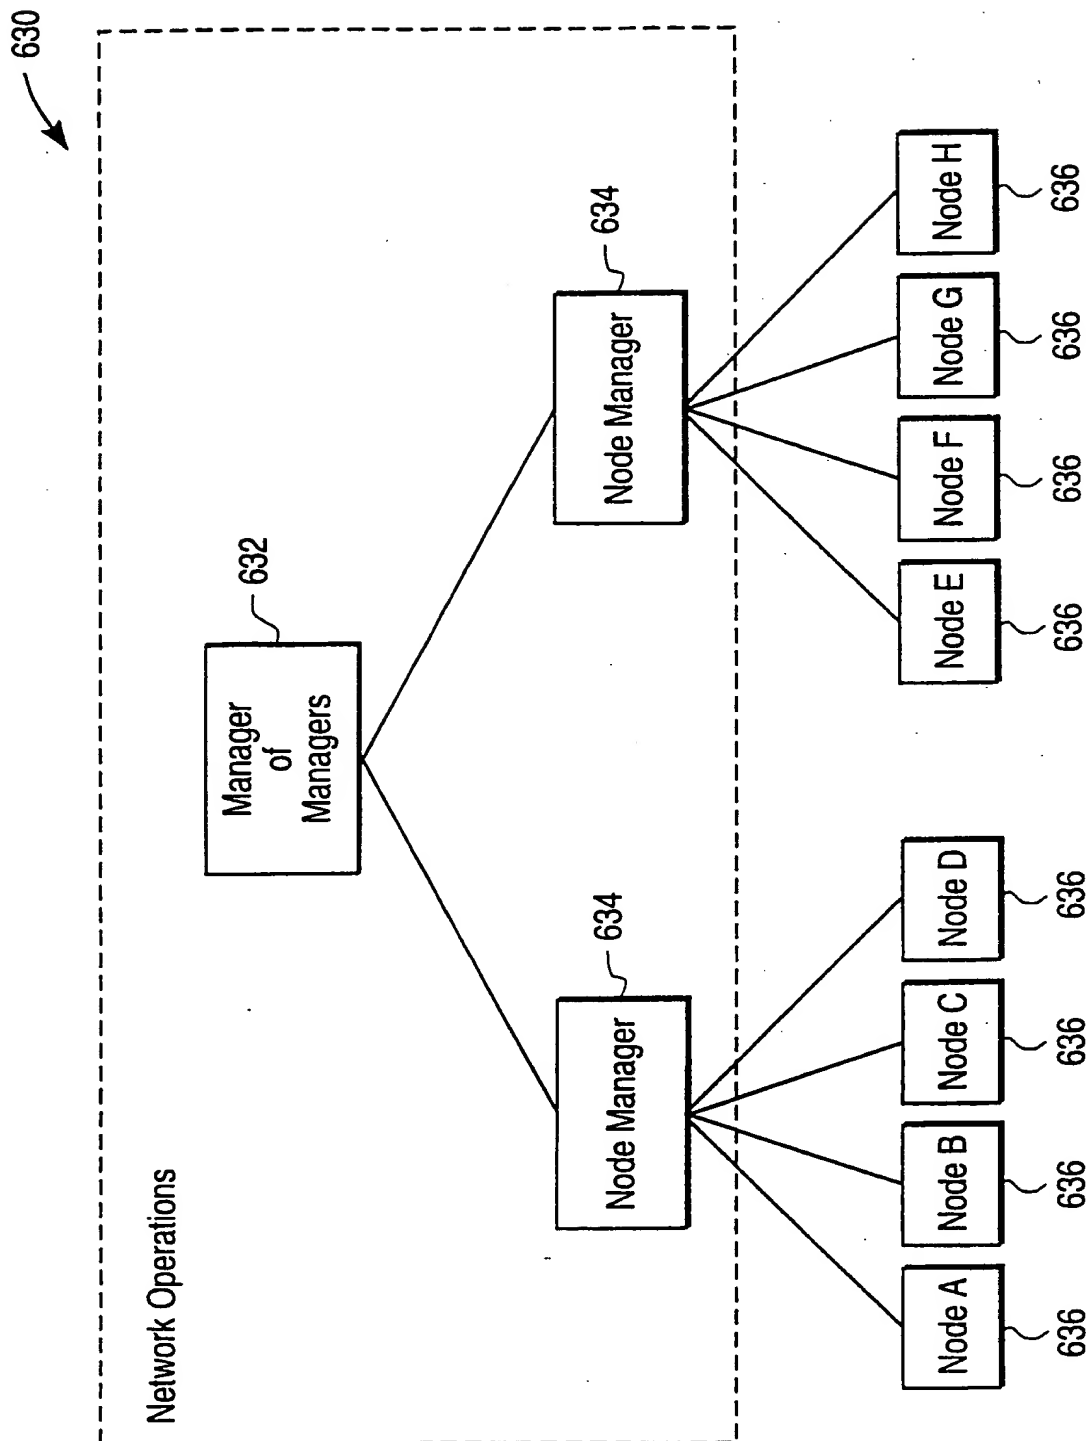 630
Network Operations
Manager
of
Managers
632
Node Manager
634
Node Manager
634
Node A
Node B
Node C
Node D
Node E
Node F
Node G
Node H
636
636
636
636
636
636
636
636